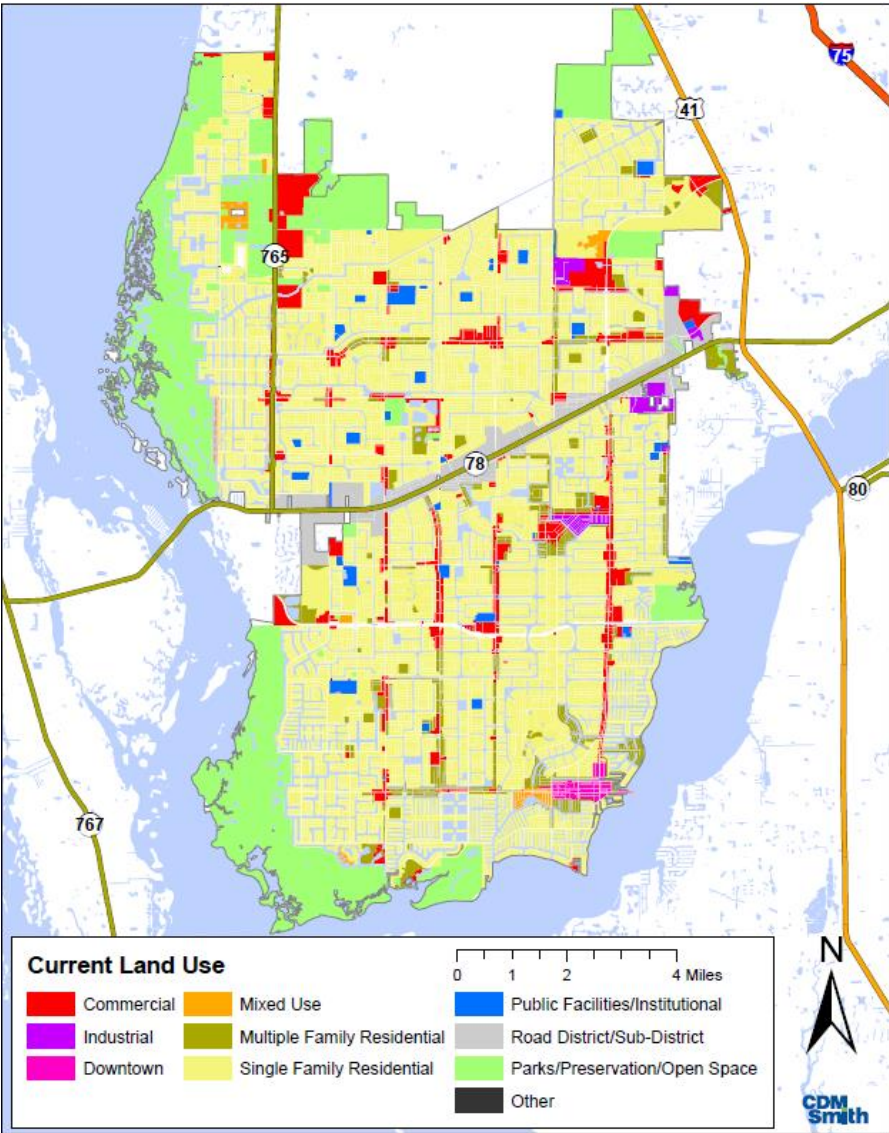 75
41
765
78
80
767
Current Land Use
0 1 2 4 Miles
Commercial
Mixed Use
Public Facilities/Institutional
Industrial
Multiple Family Residential
Road District/Sub-District
Downtown
Single Family Residential
Parks/Preservation/Open Space
Other
N
CDM
Smith